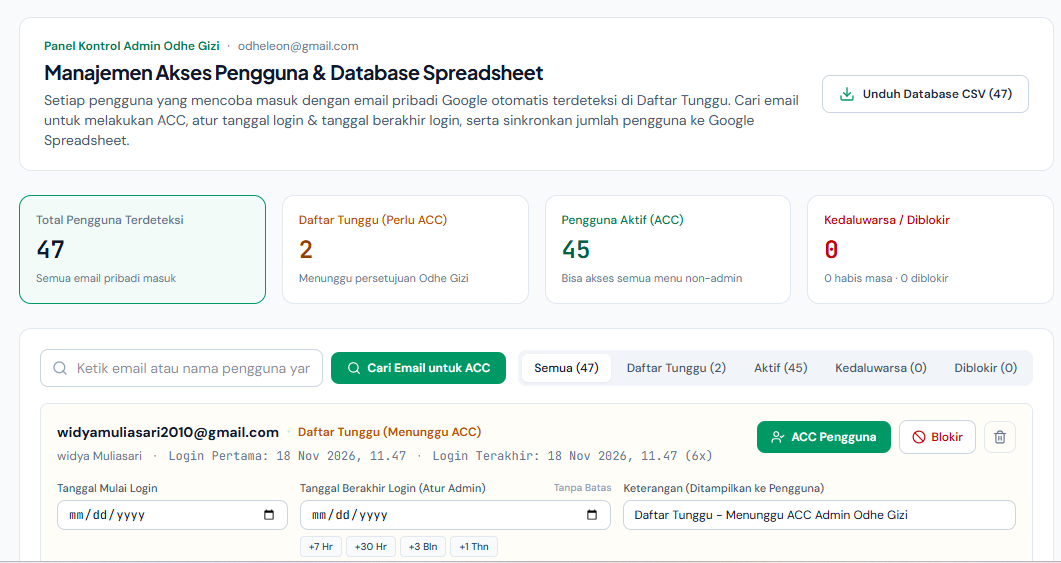 Panel Kontrol Admin Odhe Gizi · odheleon@gmail.com
Manajemen Akses Pengguna & Database Spreadsheet
Setiap pengguna yang mencoba masuk dengan email pribadi Google otomatis terdeteksi di Daftar Tunggu. Cari email
untuk melakukan ACC, atur tanggal login & tanggal berakhir login, serta sinkronkan jumlah pengguna ke Google
Spreadsheet.
Unduh Database CSV (47)
Total Pengguna Terdeteksi
47
Semua email pribadi masuk
Daftar Tunggu (Perlu ACC)
2
Menunggu persetujuan Odhe Gizi
Pengguna Aktif (ACC)
45
Bisa akses semua menu non-admin
Kedaluwarsa / Diblokir
0
0 habis masa · 0 diblokir
Ketik email atau nama pengguna yar
Cari Email untuk ACC
Semua (47)
Daftar Tunggu (2)
Aktif (45)
Kedaluwarsa (0)
Diblokir (0)
widyamuliasari2010@gmail.com · Daftar Tunggu (Menunggu ACC)
widya Muliasari · Login Pertama: 18 Nov 2026, 11.47 · Login Terakhir: 18 Nov 2026, 11.47 (6x)
ACC Pengguna
Blokir
Tanggal Mulai Login
mm/dd/yyyy
Tanggal Berakhir Login (Atur Admin)
Tanpa Batas
mm/dd/yyyy
+7 Hr
+30 Hr
+3 Bln
+1 Thn
Keterangan (Ditampilkan ke Pengguna)
Daftar Tunggu - Menunggu ACC Admin Odhe Gizi